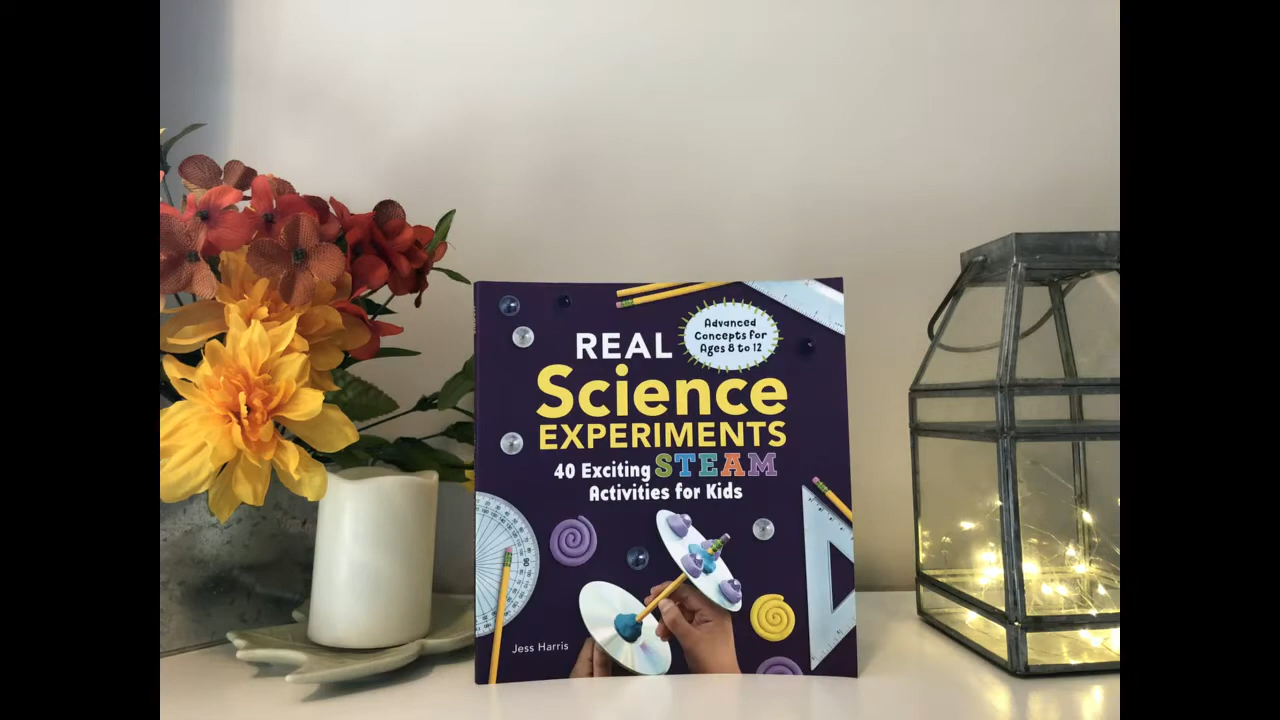 Advanced
Concepts for
Ages 8 to 12
REAL
Science
EXPERIMENTS
40 Exciting STEAM
Activities for Kids
Jess Harris